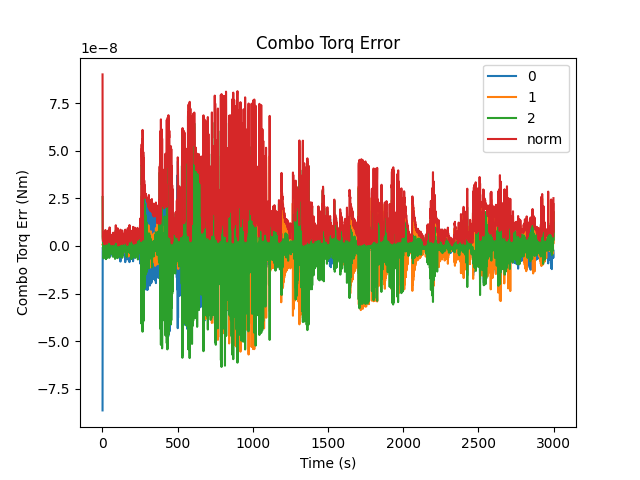 Combo Torq Error
1e−8
7.5
5.0
2.5
0.0
−2.5
−5.0
−7.5
Combo Torq Err (Nm)
0
1
2
norm
0 500 1000 1500 2000 2500 3000
Time (s)